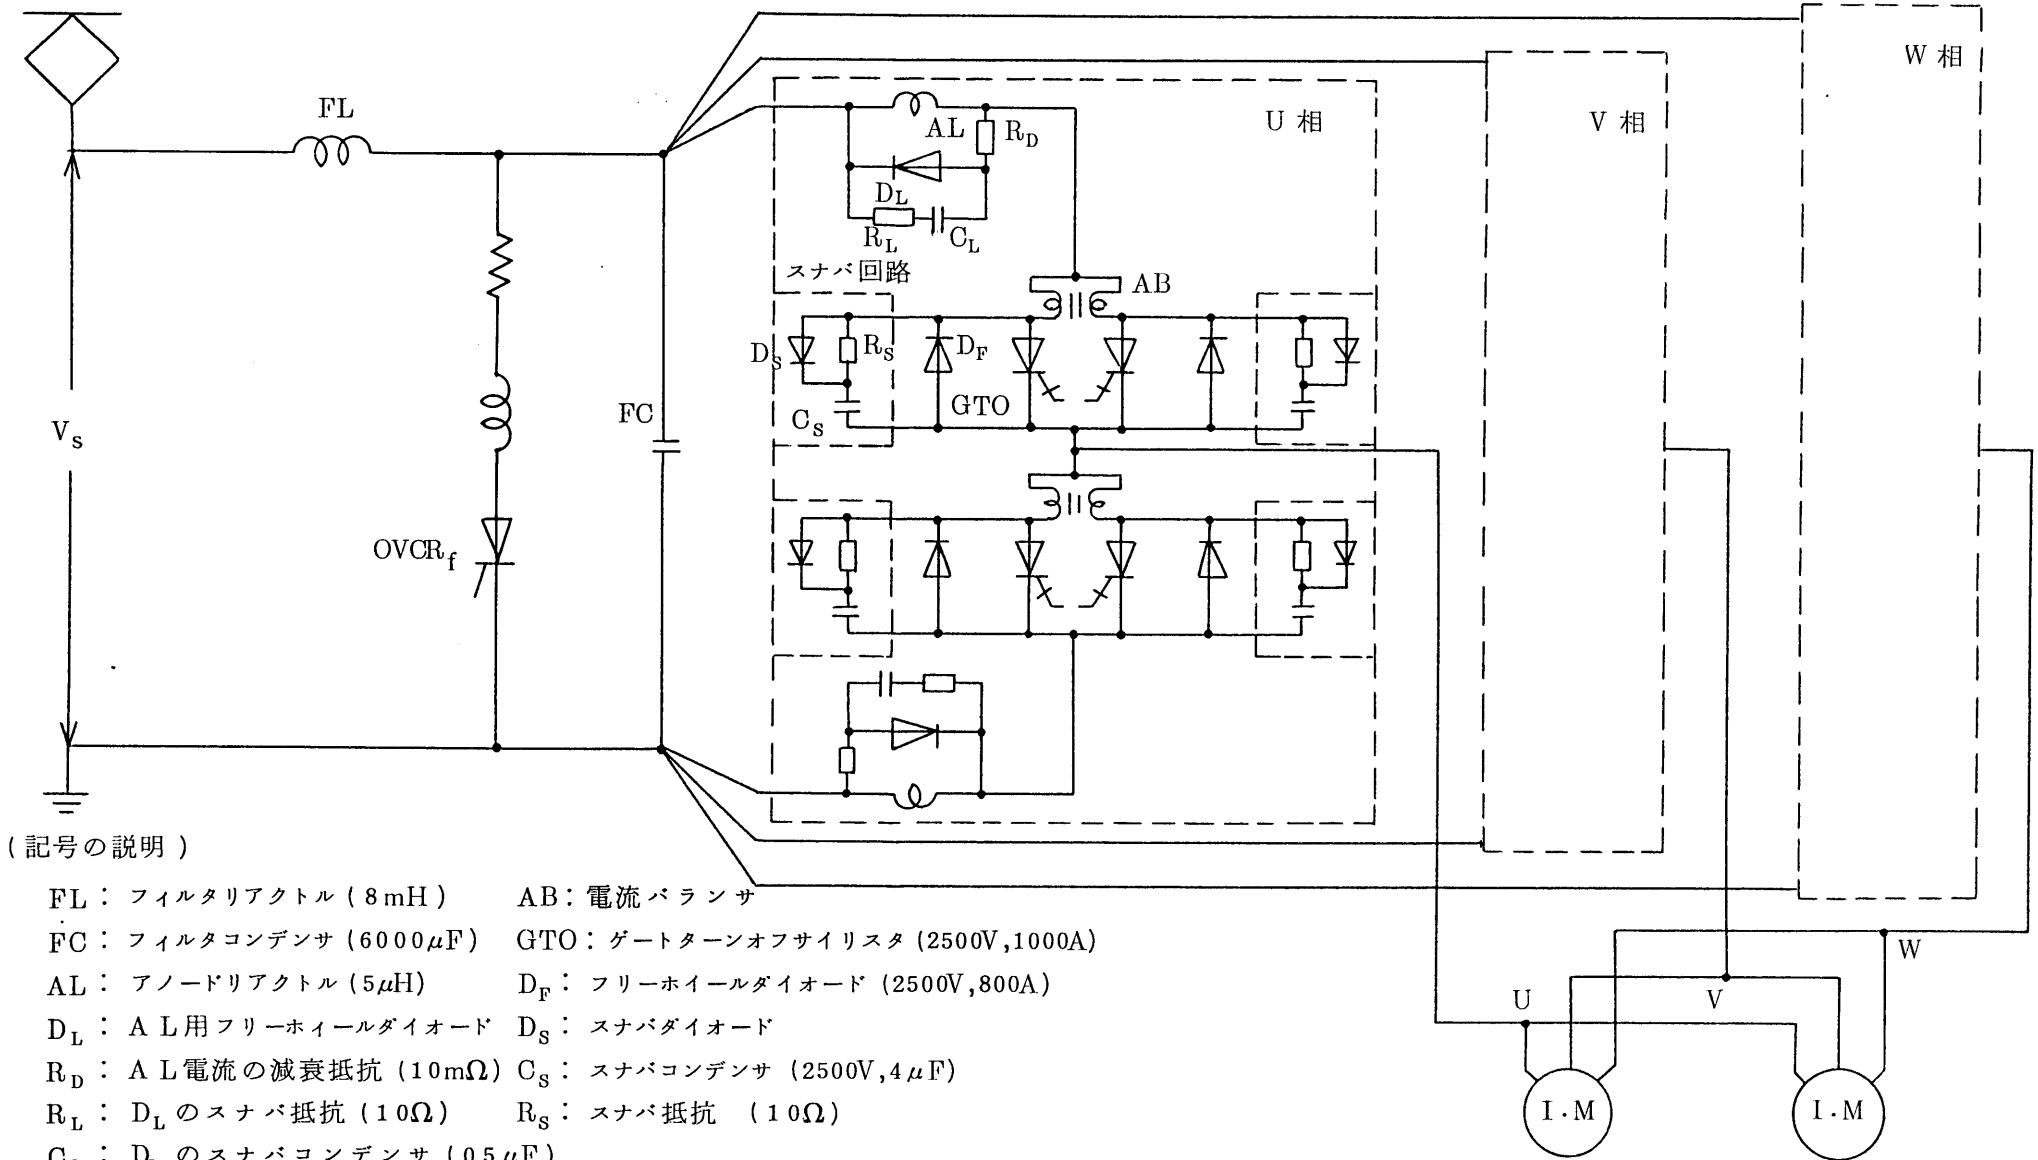 W 相
U 相
V 相
FL
AL
R_D
D_L
R_L
C_L
スナバ回路
AB
D_S
R_S
D_F
GTO
C_S
FC
V_s
OVCR_f
(記号の説明)
FL : フィルタリアクトル (8mH)
AB : 電流バランサ
FC : フィルタコンデンサ (6000μF)
GTO : ゲートターンオフサイリスタ (2500V,1000A)
AL : アノードリアクトル (5μH)
D_F : フリーホイールダイオード (2500V,800A)
D_L : AL用フリーホィールダイオード
D_S : スナバダイオード
R_D : AL電流の減衰抵抗 (10mΩ)
C_S : スナバコンデンサ (2500V,4μF)
R_L : D_Lのスナバ抵抗 (10Ω)
R_S : スナバ抵抗 (10Ω)
W
U
V
I.M
I.M